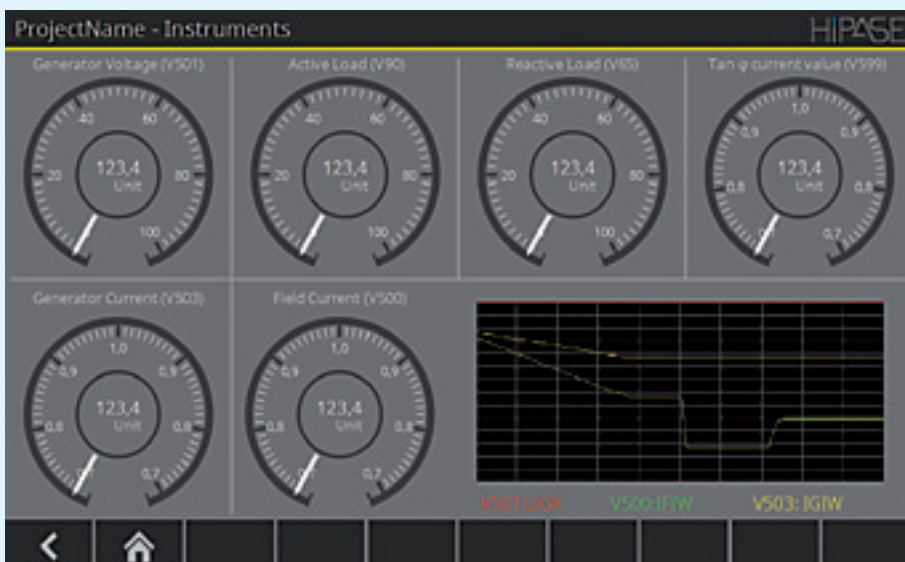 ProjectName - Instruments
HIPASE
Generator Voltage (V501)
Active Load (V90)
Reactive Load (V65)
Tan φ current value (V599)
40 60
20 80
123,4
Unit
100
40 60
20 80
123,4
Unit
100
40 60
20 80
123,4
Unit
100
1,0
0,9 0,9
0,8 0,8
123,4
Unit
0,7
Generator Current (V503)
Field Current (V500)
1,0
0,9 0,9
123,4
Unit
0,8 0,8
0,7
1,0
0,9 0,9
123,4
Unit
0,8 0,8
0,7
V501:UGK
V500:IFIW
V503: IGIW